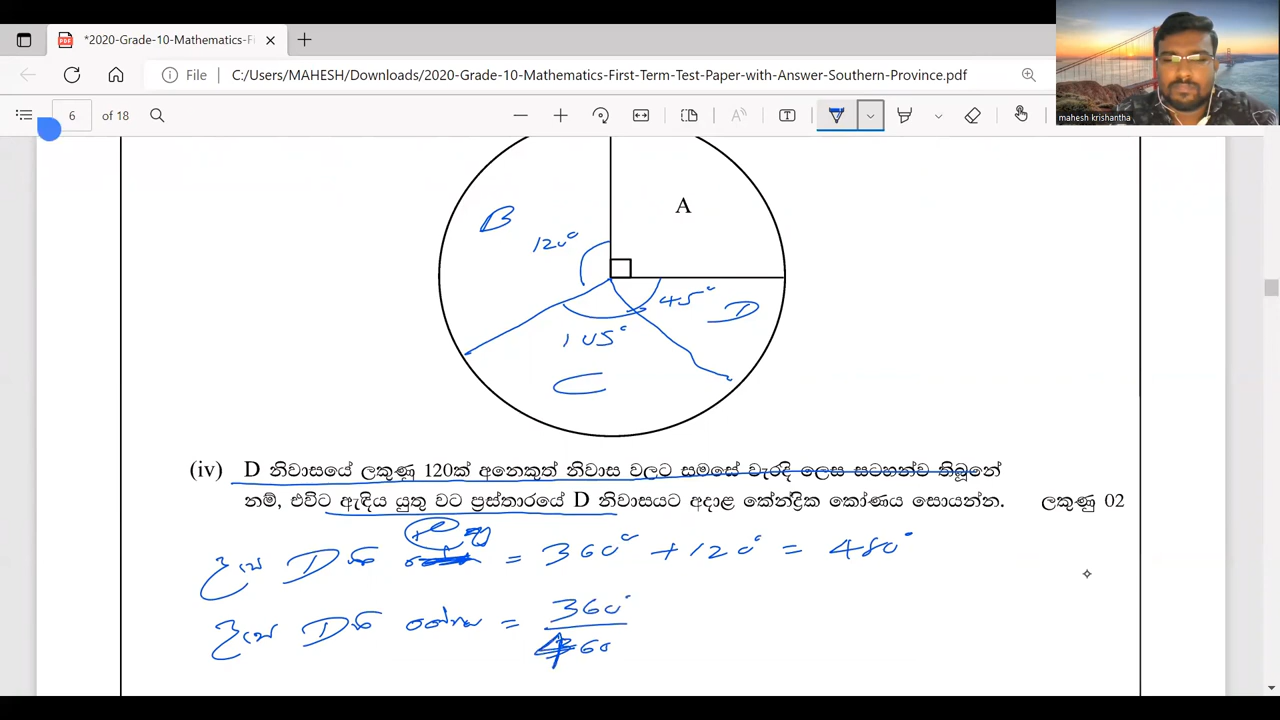 *2020-Grade-10-Mathematics-Fi
File
C:/Users/MAHESH/Downloads/2020-Grade-10-Mathematics-First-Term-Test-Paper-with-Answer-Southern-Province.pdf
6 of 18
mahesh krishantha
A
B
120°
45° D
105°
C
(iv) D නිවාසයේ ලකුණු 120ක් අනෙකුත් නිවාස වලට සමසේ වැරදි ලෙස සටහන්ව තිබූනේ
නම්, එවිට ඇදිය යුතු වට ප්‍රස්තාරයේ D නිවාසයට අදාළ කේන්ද්‍රික කෝණය සොයන්න. ලකුණු 02
දැන් D හි = 360° + 120° = 480°
දැන් D හි = 360°
60